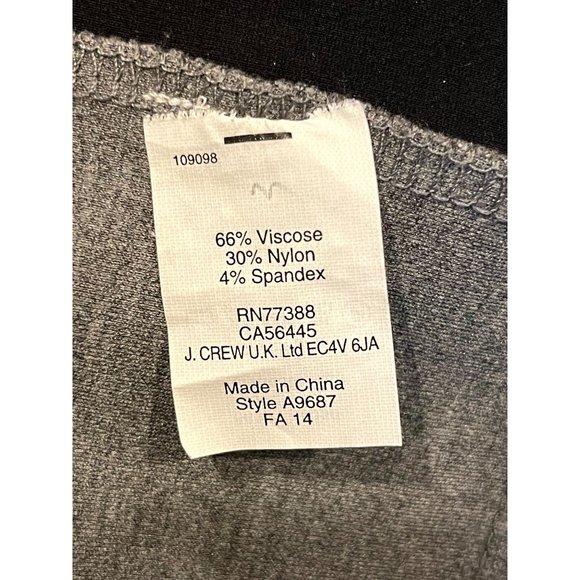 109098
66% Viscose
30% Nylon
4% Spandex
RN77388
CA56445
J. CREW U.K. Ltd EC4V 6JA
Made in China
Style A9687
FA 14